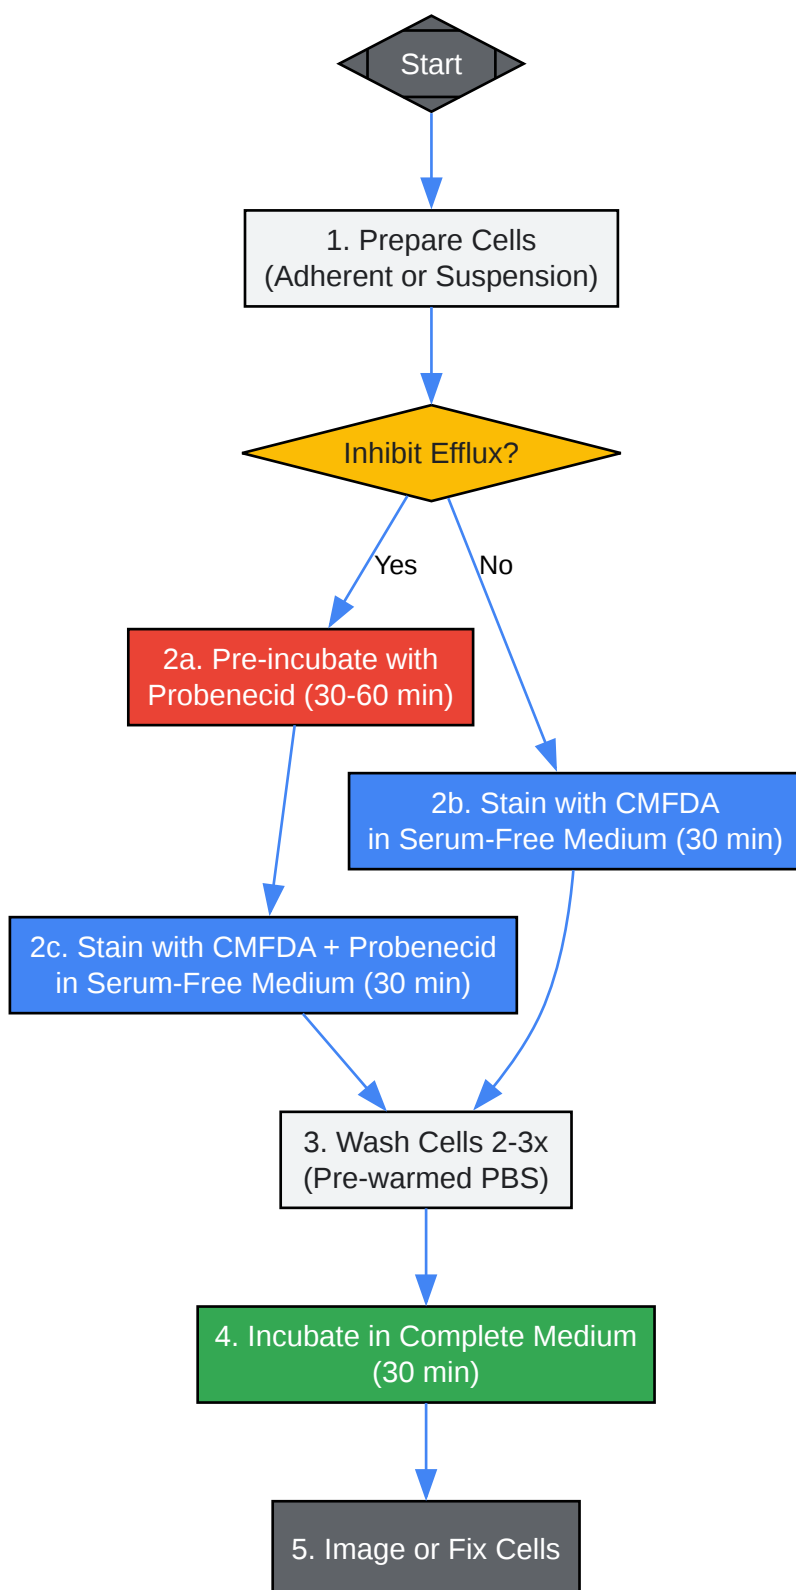 Start
1. Prepare Cells
(Adherent or Suspension)
Inhibit Efflux?
Yes
No
2a. Pre-incubate with
Probenecid (30-60 min)
2b. Stain with CMFDA
in Serum-Free Medium (30 min)
2c. Stain with CMFDA + Probenecid
in Serum-Free Medium (30 min)
3. Wash Cells 2-3x
(Pre-warmed PBS)
4. Incubate in Complete Medium
(30 min)
5. Image or Fix Cells